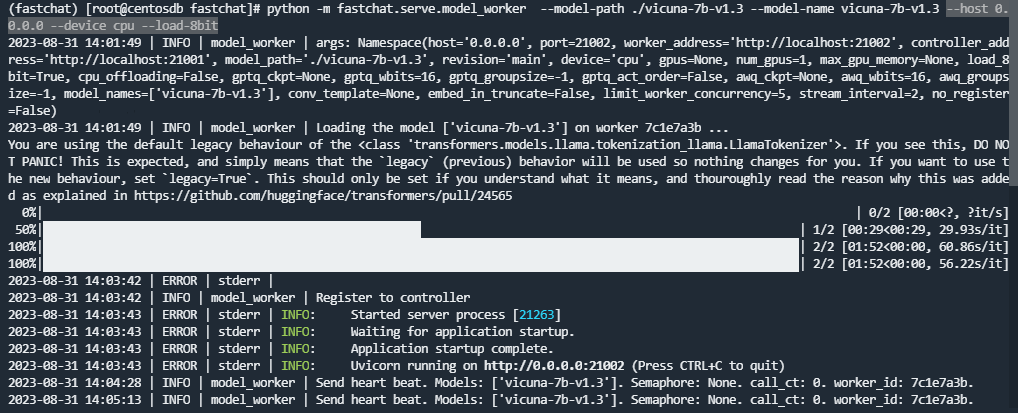 (fastchat) [root@centosdb fastchat]# python -m fastchat.serve.model_worker  --model-path ./vicuna-7b-v1.3 --model-name vicuna-7b-v1.3 --host 0.
0.0.0 --device cpu --load-8bit
2023-08-31 14:01:49 | INFO | model_worker | args: Namespace(host='0.0.0.0', port=21002, worker_address='http://localhost:21002', controller_add
ress='http://localhost:21001', model_path='./vicuna-7b-v1.3', revision='main', device='cpu', gpus=None, num_gpus=1, max_gpu_memory=None, load_8
bit=True, cpu_offloading=False, gptq_ckpt=None, gptq_wbits=16, gptq_groupsize=-1, gptq_act_order=False, awq_ckpt=None, awq_wbits=16, awq_groups
ize=-1, model_names=['vicuna-7b-v1.3'], conv_template=None, embed_in_truncate=False, limit_worker_concurrency=5, stream_interval=2, no_register
=False)
2023-08-31 14:01:49 | INFO | model_worker | Loading the model ['vicuna-7b-v1.3'] on worker 7c1e7a3b ...
You are using the default legacy behaviour of the <class 'transformers.models.llama.tokenization_llama.LlamaTokenizer'>. If you see this, DO NO
T PANIC! This is expected, and simply means that the `legacy` (previous) behavior will be used so nothing changes for you. If you want to use t
he new behaviour, set `legacy=True`. This should only be set if you understand what it means, and thouroughly read the reason why this was adde
d as explained in https://github.com/huggingface/transformers/pull/24565
0%| | 0/2 [00:00<?, ?it/s]
50%| | 1/2 [00:29<00:29, 29.93s/it]
100%| | 2/2 [01:52<00:00, 60.86s/it]
100%| | 2/2 [01:52<00:00, 56.22s/it]
2023-08-31 14:03:42 | ERROR | stderr |
2023-08-31 14:03:42 | INFO | model_worker | Register to controller
2023-08-31 14:03:43 | ERROR | stderr | INFO:     Started server process [21263]
2023-08-31 14:03:43 | ERROR | stderr | INFO:     Waiting for application startup.
2023-08-31 14:03:43 | ERROR | stderr | INFO:     Application startup complete.
2023-08-31 14:03:43 | ERROR | stderr | INFO:     Uvicorn running on http://0.0.0.0:21002 (Press CTRL+C to quit)
2023-08-31 14:04:28 | INFO | model_worker | Send heart beat. Models: ['vicuna-7b-v1.3']. Semaphore: None. call_ct: 0. worker_id: 7c1e7a3b.
2023-08-31 14:05:13 | INFO | model_worker | Send heart beat. Models: ['vicuna-7b-v1.3']. Semaphore: None. call_ct: 0. worker_id: 7c1e7a3b.